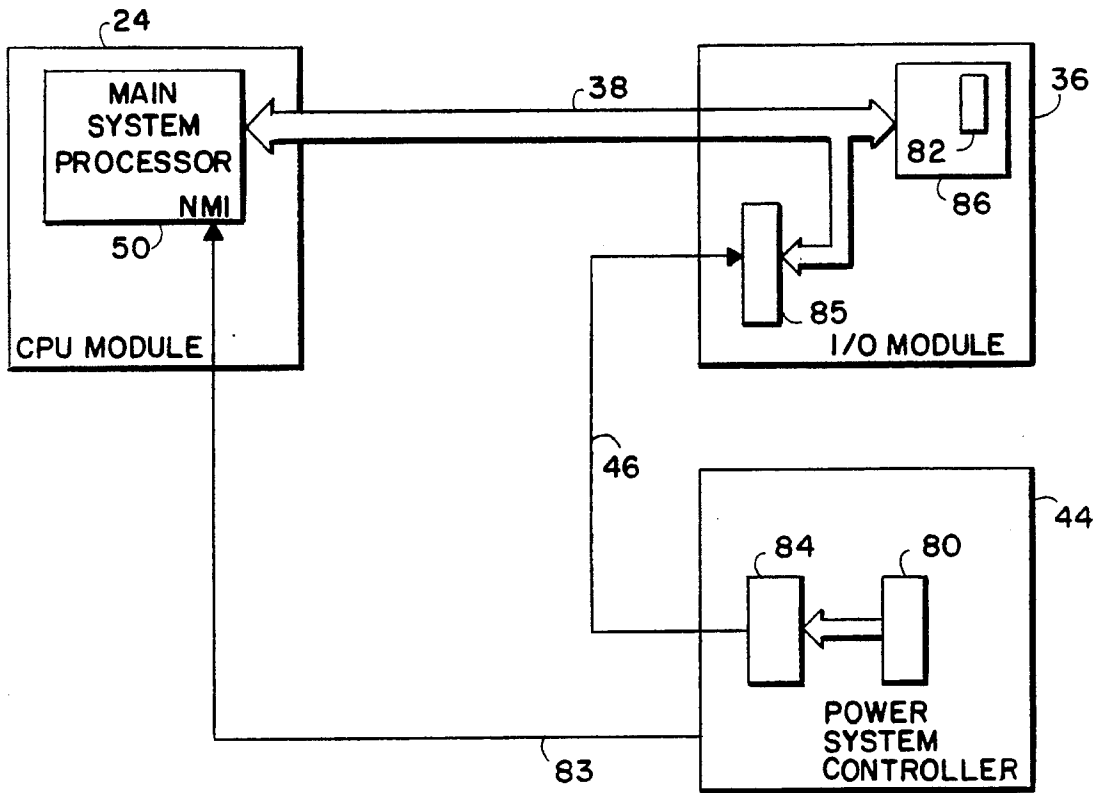 24
MAIN
SYSTEM
PROCESSOR
NMI
50
CPU MODULE
38
36
82
86
85
I/O MODULE
46
44
84
80
POWER
SYSTEM
CONTROLLER
83